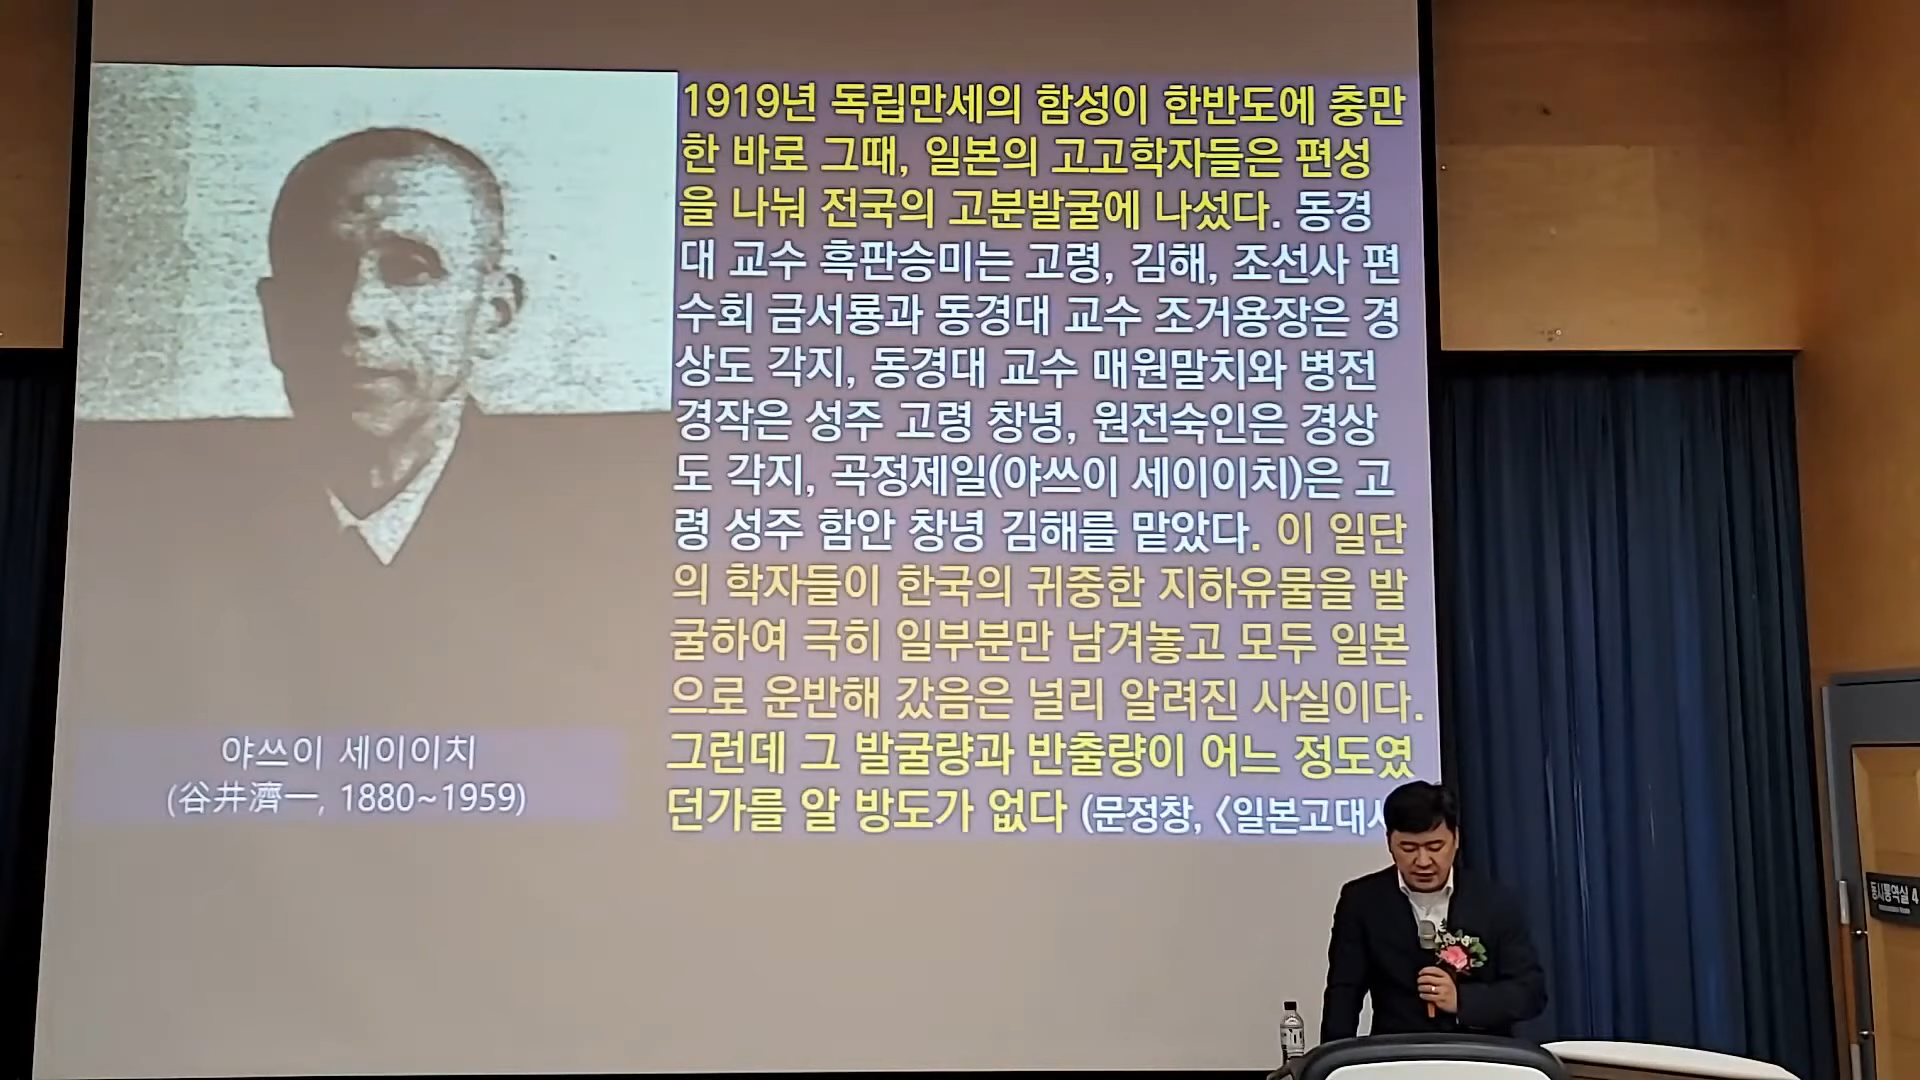 1919년 독립만세의 함성이 한반도에 충만
한 바로 그때, 일본의 고고학자들은 편성
을 나눠 전국의 고분발굴에 나섰다. 동경
대 교수 흑판승미는 고령, 김해, 조선사 편
수회 금서룡과 동경대 교수 조거용장은 경
상도 각지, 동경대 교수 매원말치와 병전
경작은 성주 고령 창녕, 원전숙인은 경상
도 각지, 곡정제일(야쓰이 세이이치)은 고
령 성주 함안 창녕 김해를 맡았다. 이 일단
의 학자들이 한국의 귀중한 지하유물을 발
굴하여 극히 일부분만 남겨놓고 모두 일본
으로 운반해 갔음은 널리 알려진 사실이다.
그런데 그 발굴량과 반출량이 어느 정도였
던가를 알 방도가 없다 (문정창, <일본고대사
야쓰이 세이이치
(谷井濟一, 1880~1959)
동시통역실 4